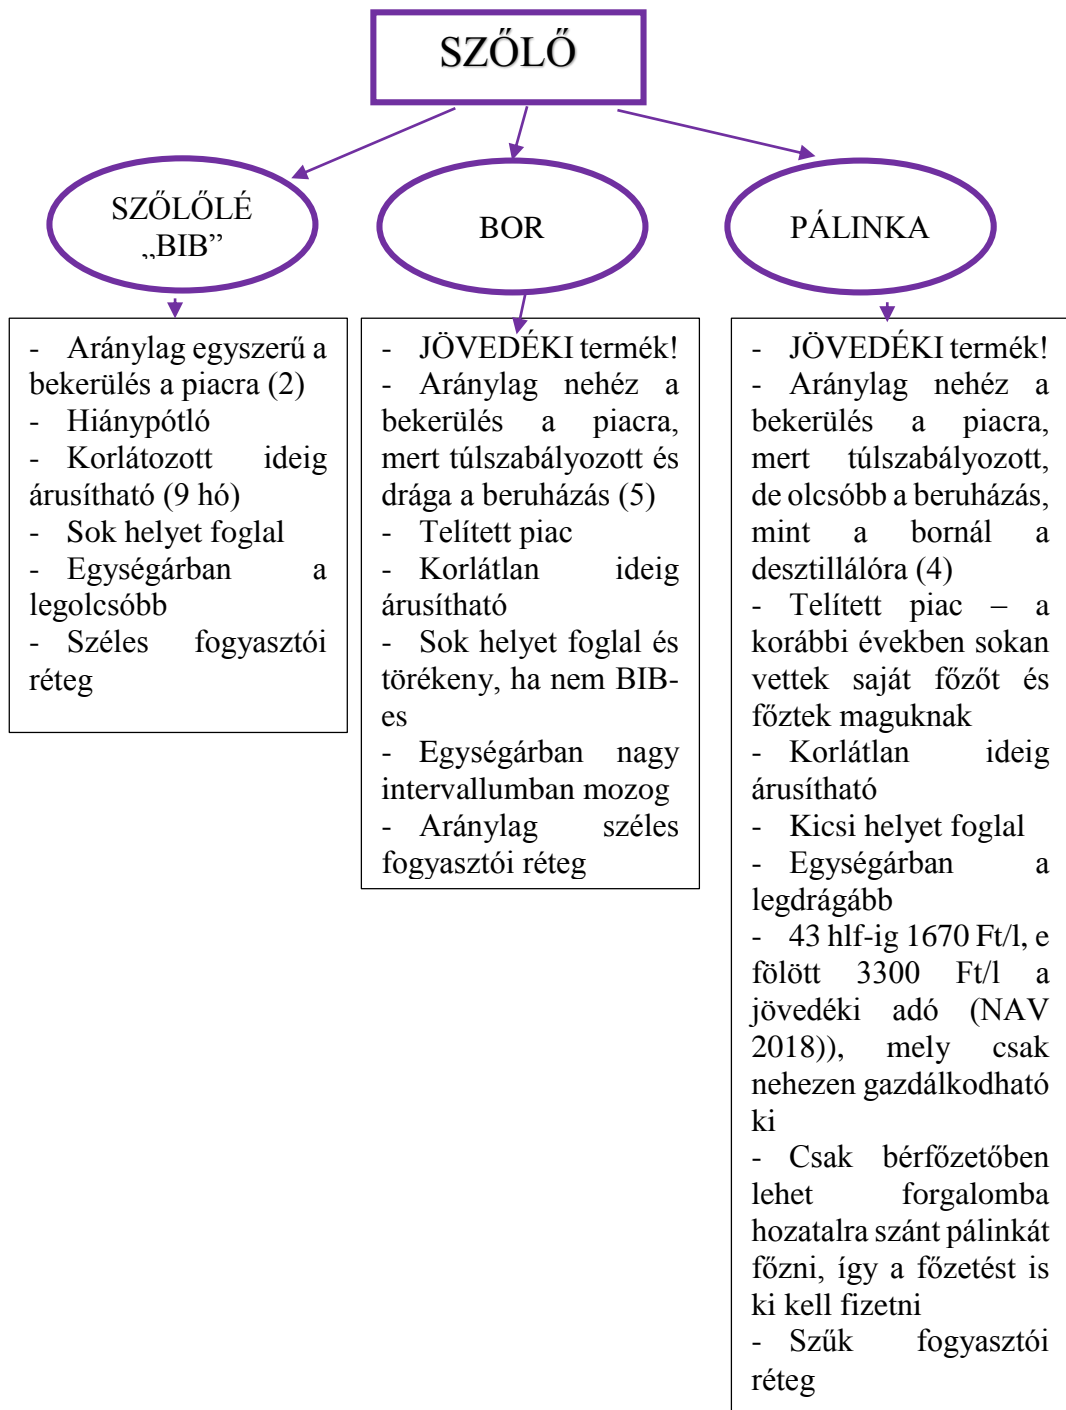 SZŐLŐ
SZŐLŐLÉ
„BIB”
BOR
PÁLINKA
- Aránylag egyszerű a
bekerülés a piacra (2)
- Hiánypótló
- Korlátozott ideig
árusítható (9 hó)
- Sok helyet foglal
- Egységárban a
legolcsóbb
- Széles fogyasztói
réteg
- JÖVEDÉKI termék!
- Aránylag nehéz a
bekerülés a piacra,
mert túlszabályozott és
drága a beruházás (5)
- Telített piac
- Korlátlan ideig
árusítható
- Sok helyet foglal és
törékeny, ha nem BIB-
es
- Egységárban nagy
intervallumban mozog
- Aránylag széles
fogyasztói réteg
- JÖVEDÉKI termék!
- Aránylag nehéz a
bekerülés a piacra,
mert túlszabályozott,
de olcsóbb a beruházás,
mint a bornál a
desztillálóra (4)
- Telített piac – a
korábbi években sokan
vettek saját főzőt és
főztek maguknak
- Korlátlan ideig
árusítható
- Kicsi helyet foglal
- Egységárban a
legdrágább
- 43 hlf-ig 1670 Ft/l, e
fölött 3300 Ft/l a
jövedéki adó (NAV
2018)), mely csak
nehezen gazdálkodható
ki
- Csak bérfőzetőben
lehet forgalomba
hozatalra szánt pálinkát
főzni, így a főzetést is
ki kell fizetni
- Szűk fogyasztói
réteg